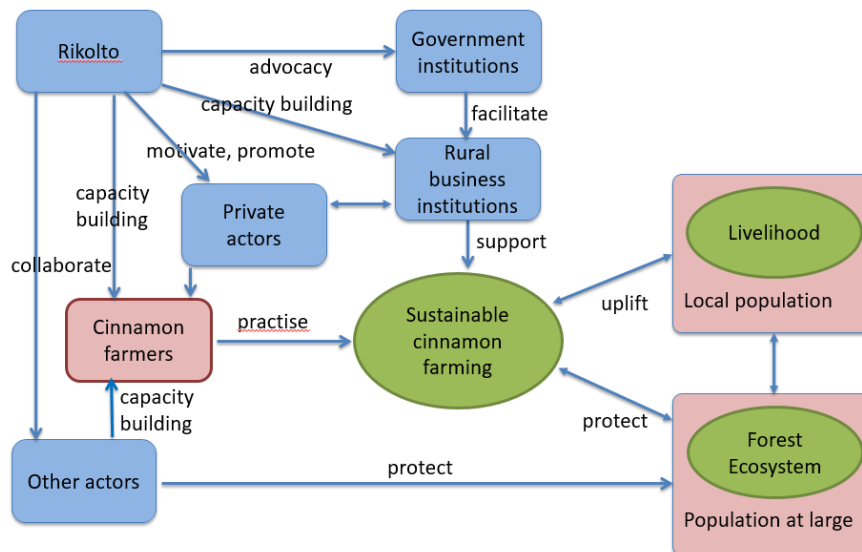 Rikolto
Government
institutions
advocacy
capacity building
facilitate
motivate, promote
Rural
business
institutions
capacity
building
Private
actors
support
Livelihood
collaborate
uplift
Local population
Cinnamon
farmers
practise
Sustainable
cinnamon
farming
capacity
building
protect
Forest
Ecosystem
Other actors
protect
Population at large